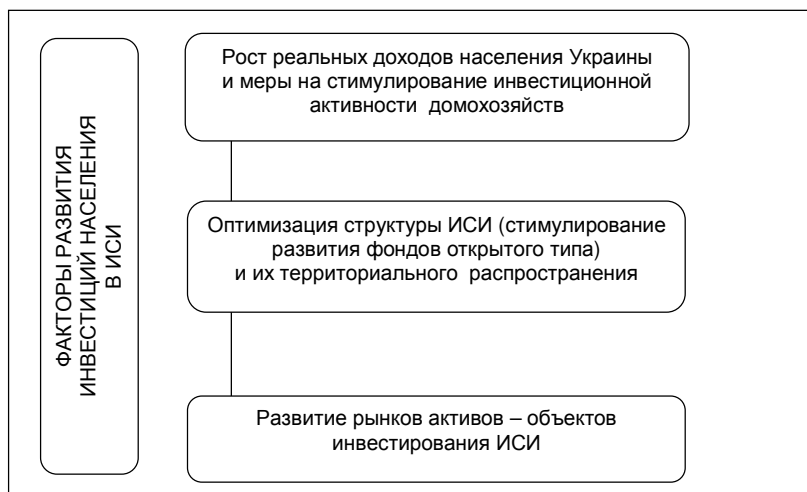 ФАКТОРЫ РАЗВИТИЯ
ИНВЕСТИЦИЙ НАСЕЛЕНИЯ
В ИСИ
Рост реальных доходов населения Украины
и меры на стимулирование инвестиционной
активности домохозяйств
Оптимизация структуры ИСИ (стимулирование
развития фондов открытого типа)
и их территориального распространения
Развитие рынков активов – объектов
инвестирования ИСИ